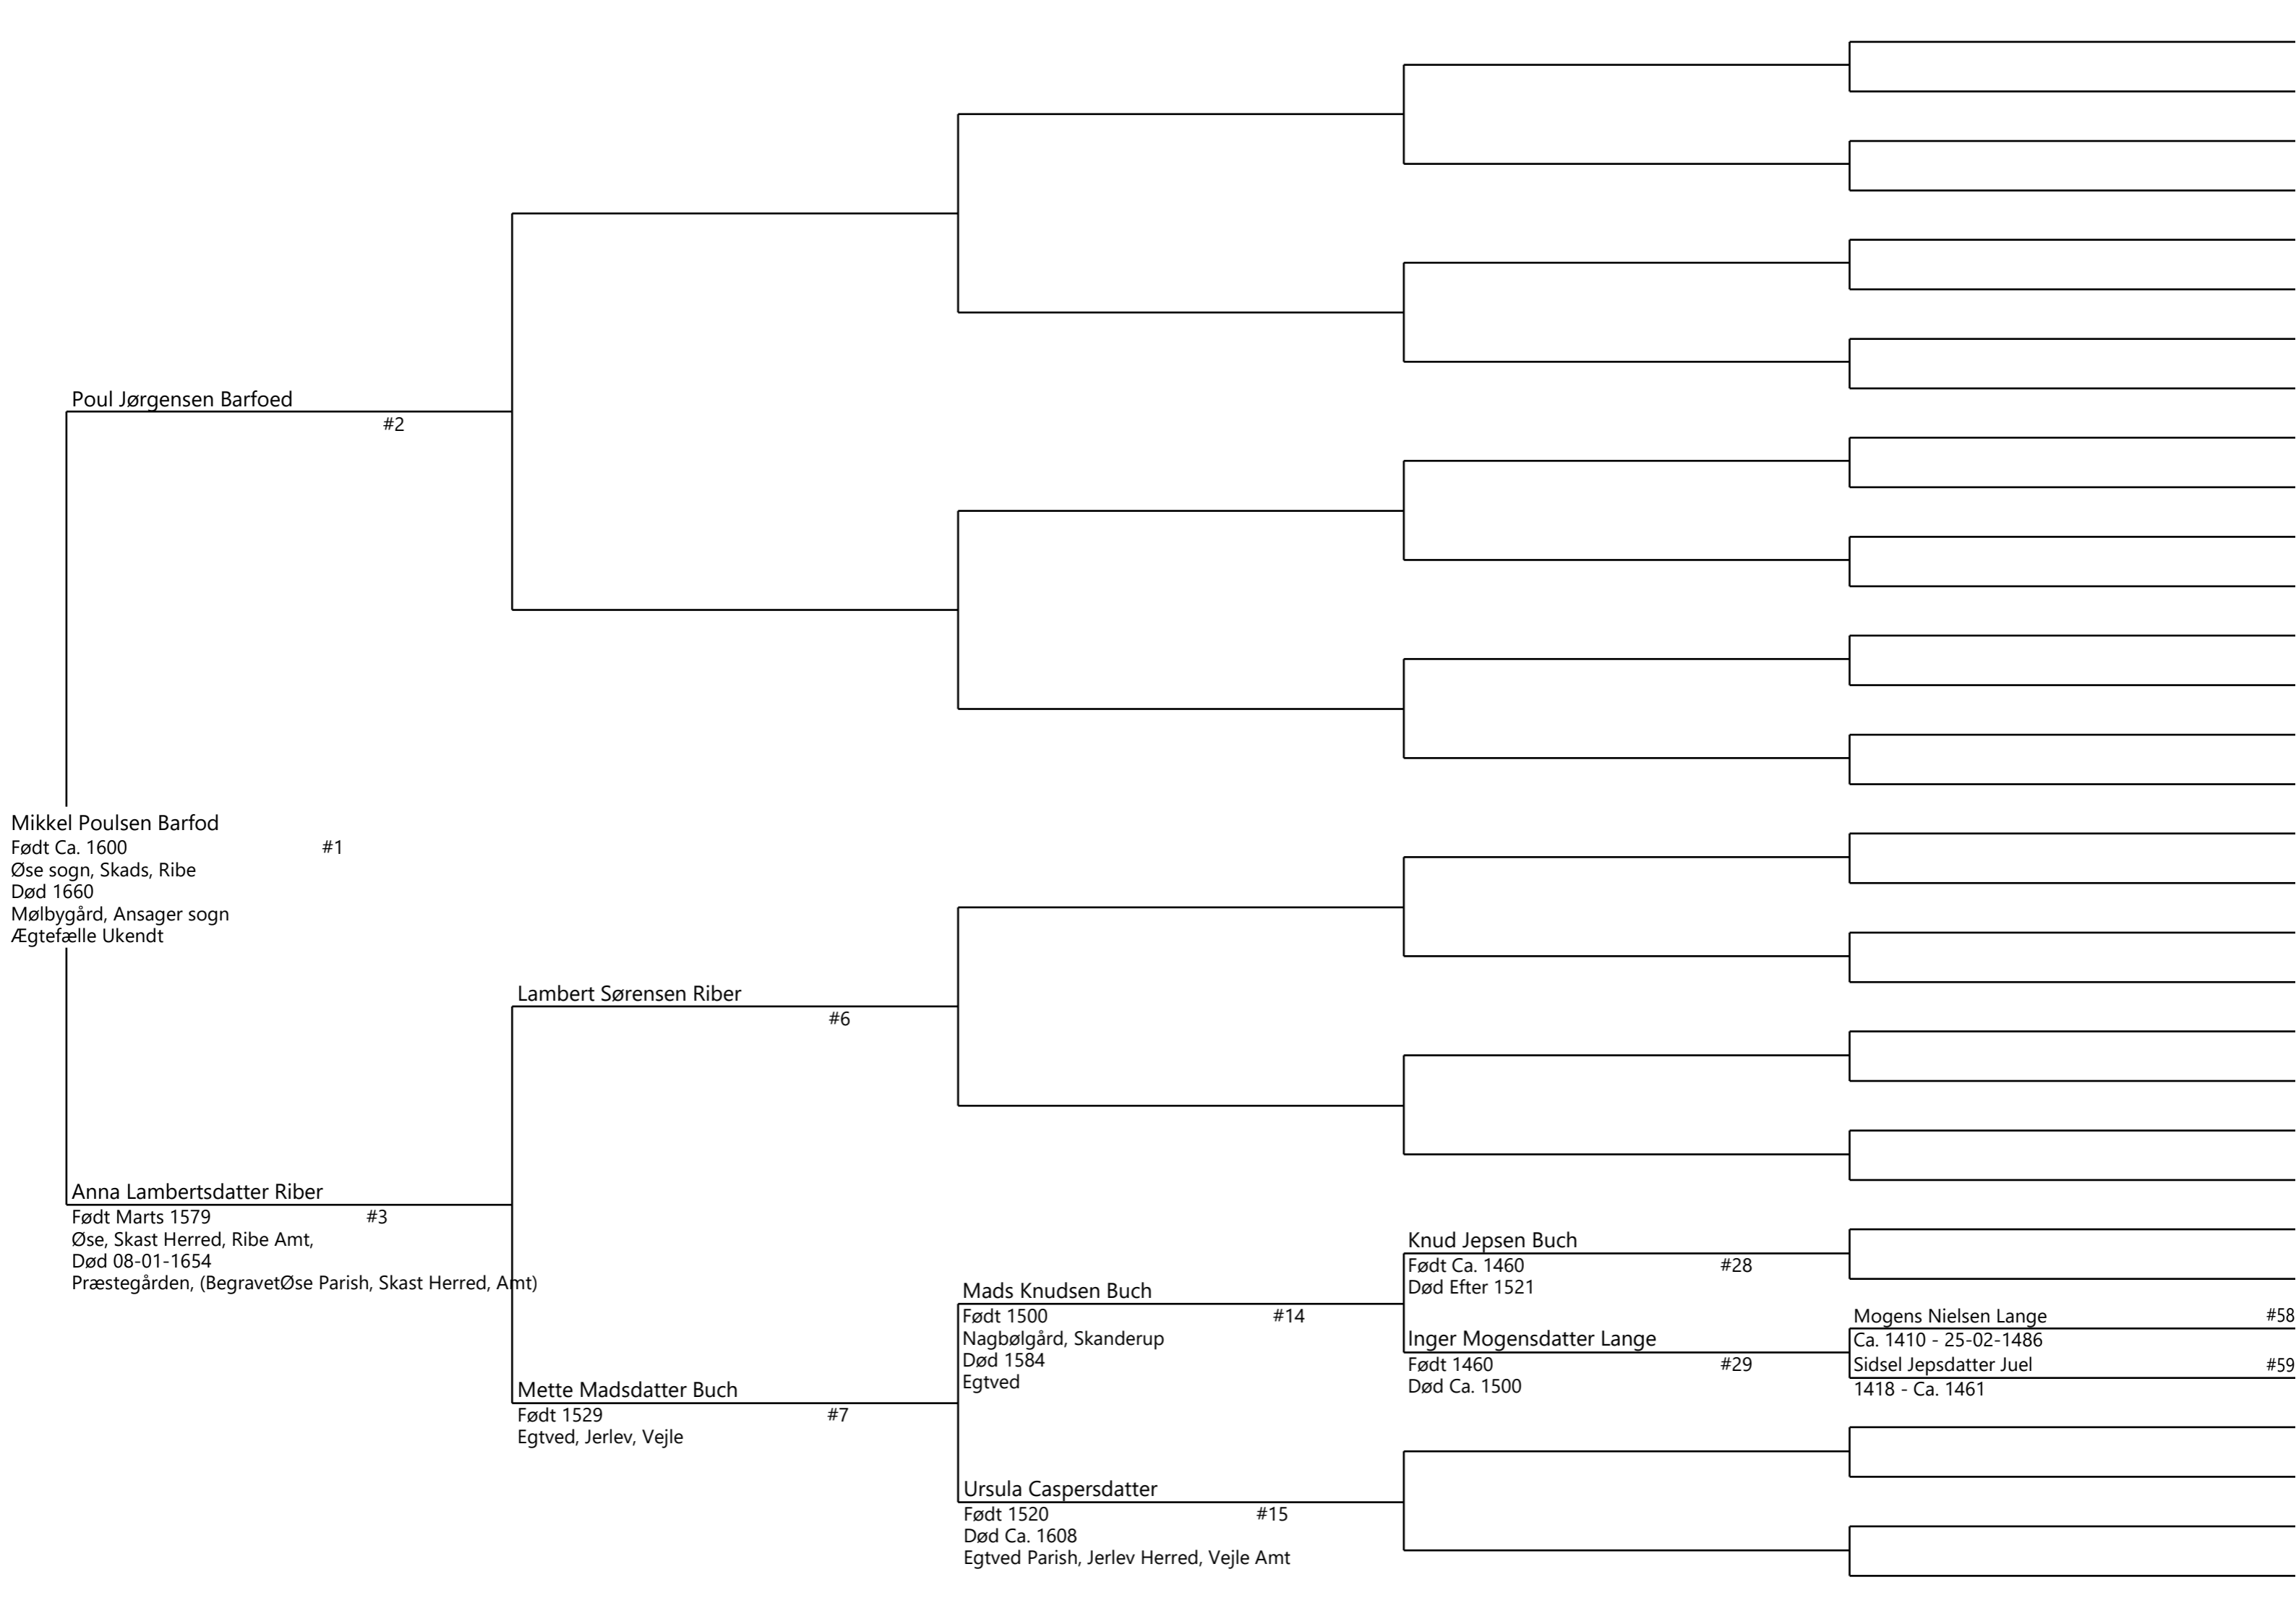 Poul Jørgensen Barfoed
#2
Mikkel Poulsen Barfod
Født Ca. 1600 #1
Øse sogn, Skads, Ribe
Død 1660
Mølbygård, Ansager sogn
Ægtefælle Ukendt
Anna Lambertsdatter Riber
Født Marts 1579 #3
Øse, Skast Herred, Ribe Amt,
Død 08-01-1654
Præstegården, (BegravetØse Parish, Skast Herred, Amt)
Lambert Sørensen Riber
#6
Mette Madsdatter Buch
Født 1529 #7
Egtved, Jerlev, Vejle
Mads Knudsen Buch
Født 1500 #14
Nagbølgård, Skanderup
Død 1584
Egtved
Ursula Caspersdatter
Født 1520 #15
Død Ca. 1608
Egtved Parish, Jerlev Herred, Vejle Amt
Knud Jepsen Buch
Født Ca. 1460 #28
Død Efter 1521
Inger Mogensdatter Lange
Født 1460 #29
Død Ca. 1500
Mogens Nielsen Lange #58
Ca. 1410 - 25-02-1486
Sidsel Jepsdatter Juel #59
1418 - Ca. 1461